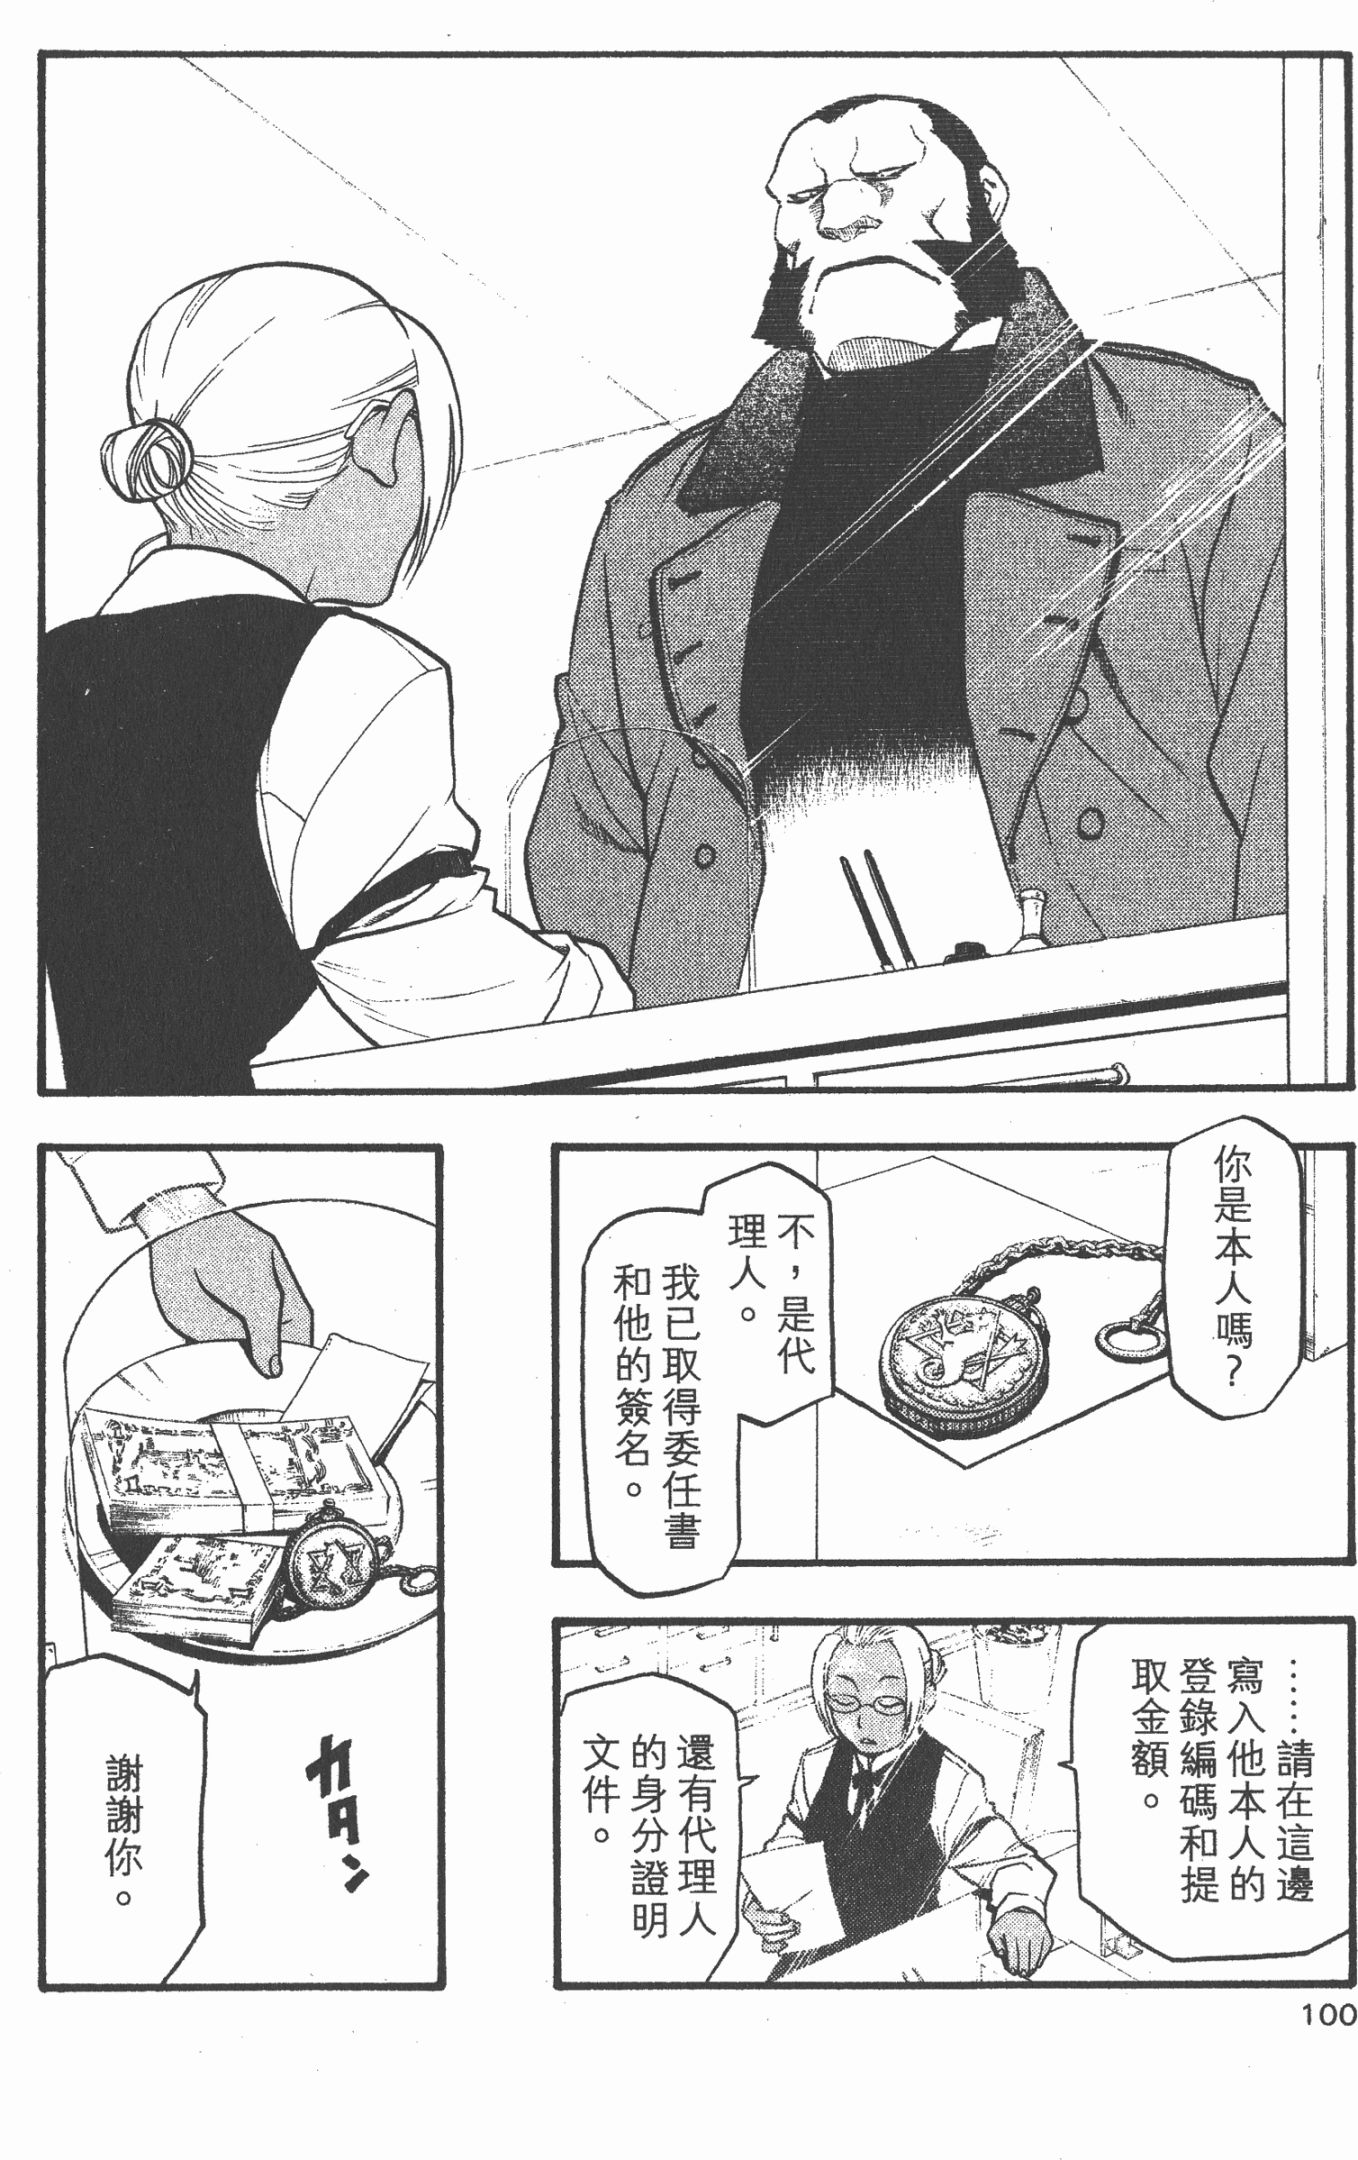 你是本人嗎？
不，是代
理人。
我已取得委任書
和他的簽名。
……請在這邊
寫入他本人的
登錄編碼和提
取金額。
還有代理人
的身分證明
文件。
カタン
謝謝你。
100